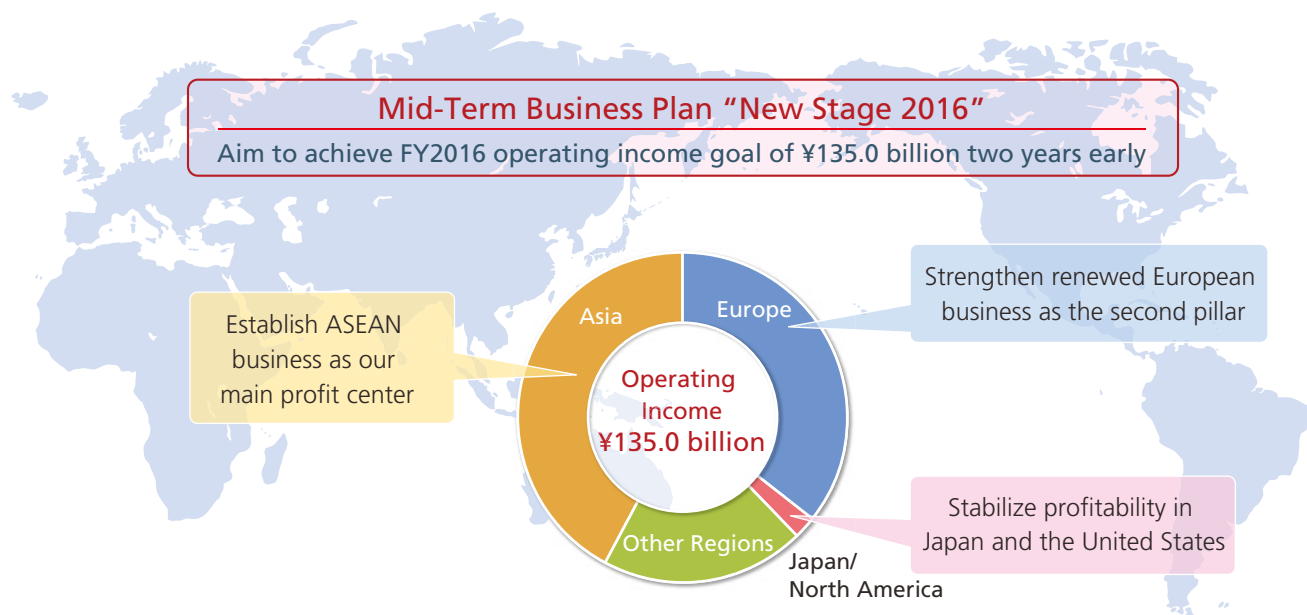 Mid-Term Business Plan “New Stage 2016”
Aim to achieve FY2016 operating income goal of ¥135.0 billion two years early
Establish ASEAN
business as our
main profit center
Asia
Europe
Operating
Income
¥135.0 billion
Other Regions
Japan/
North America
Strengthen renewed European
business as the second pillar
Stabilize profitability in
Japan and the United States